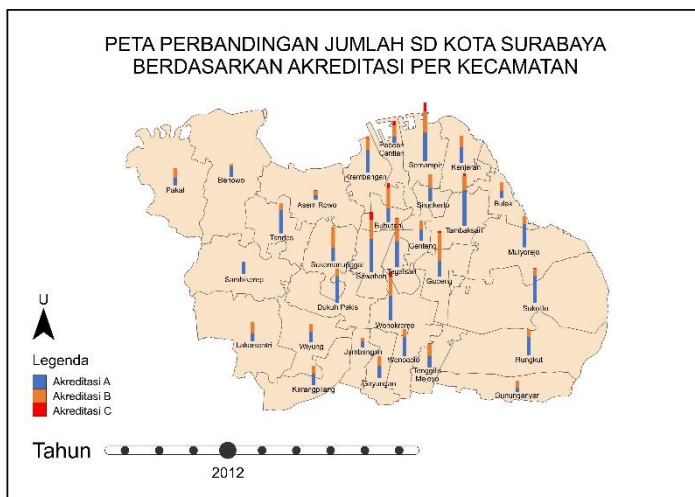 PETA PERBANDINGAN JUMLAH SD KOTA SURABAYA
BERDASARKAN AKREDITASI PER KECAMATAN
Pabean
Cantian
Semampir
Krembangan
Kenjeran
Pakal
Benowo
Asem Rowo
Simokerto
Bulak
Tandes
Bubutan
Tambaksari
Genteng
Mulyorejo
Sukomanunggal
Tegalsari
Sambikerep
Sawahan
Gubeng
Dukuh Pakis
Sukolilo
Wonokromo
U
Lakarsantri
Wiyung
Jambangan
Wonocolo
Rungkut
Tenggilis
Mejoyo
Karangpilang
Gayungan
Gununganyar
Legenda
Akreditasi A
Akreditasi B
Akreditasi C
Tahun
2012